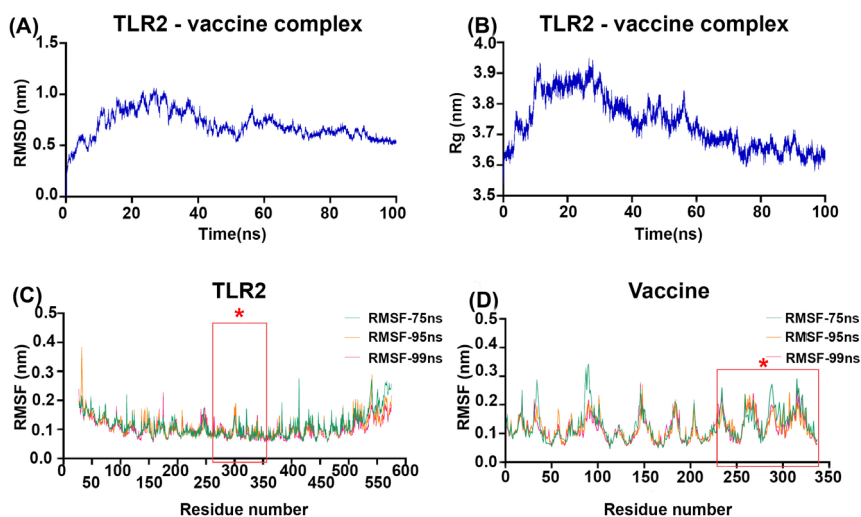 (A)
TLR2 - vaccine complex
1.5
1.0
0.5
0.0
RMSD (nm)
0
20
40
60
80
100
Time(ns)
(B)
TLR2 - vaccine complex
4.0
3.9
3.8
3.7
3.6
3.5
Rg (nm)
0
20
40
60
80
100
Time(ns)
(C)
TLR2
*
RMSF-75ns
RMSF-95ns
RMSF-99ns
0.5
0.4
0.3
0.2
0.1
0.0
RMSF (nm)
50
100
150
200
250
300
350
400
450
500
550
600
Residue number
(D)
Vaccine
RMSF-75ns
RMSF-95ns
RMSF-99ns
*
0.5
0.4
0.3
0.2
0.1
0.0
RMSF (nm)
0
50
100
150
200
250
300
350
Residue number